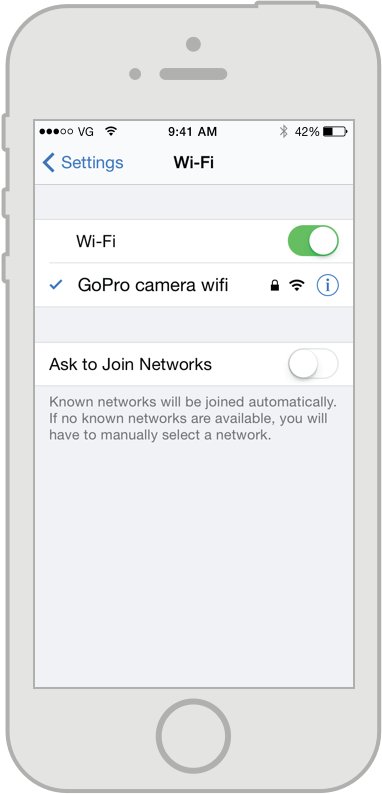 VG 9:41 AM 42%
Settings Wi-Fi
Wi-Fi
GoPro camera wifi
Ask to Join Networks
Known networks will be joined automatically.
If no known networks are available, you will
have to manually select a network.